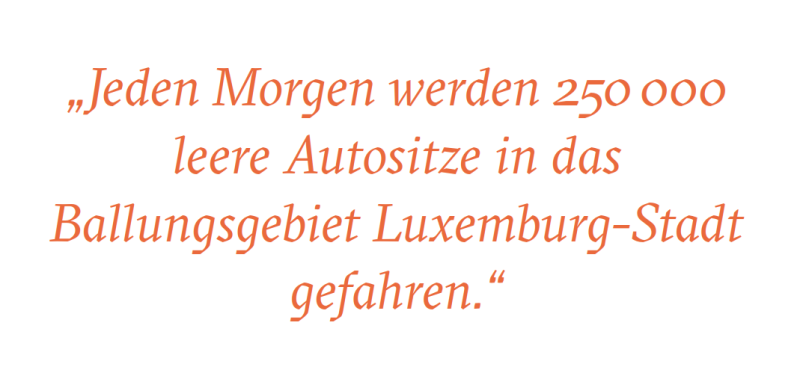 „Jeden Morgen werden 250 000
leere Autositze in das
Ballungsgebiet Luxemburg-Stadt
gefahren.“